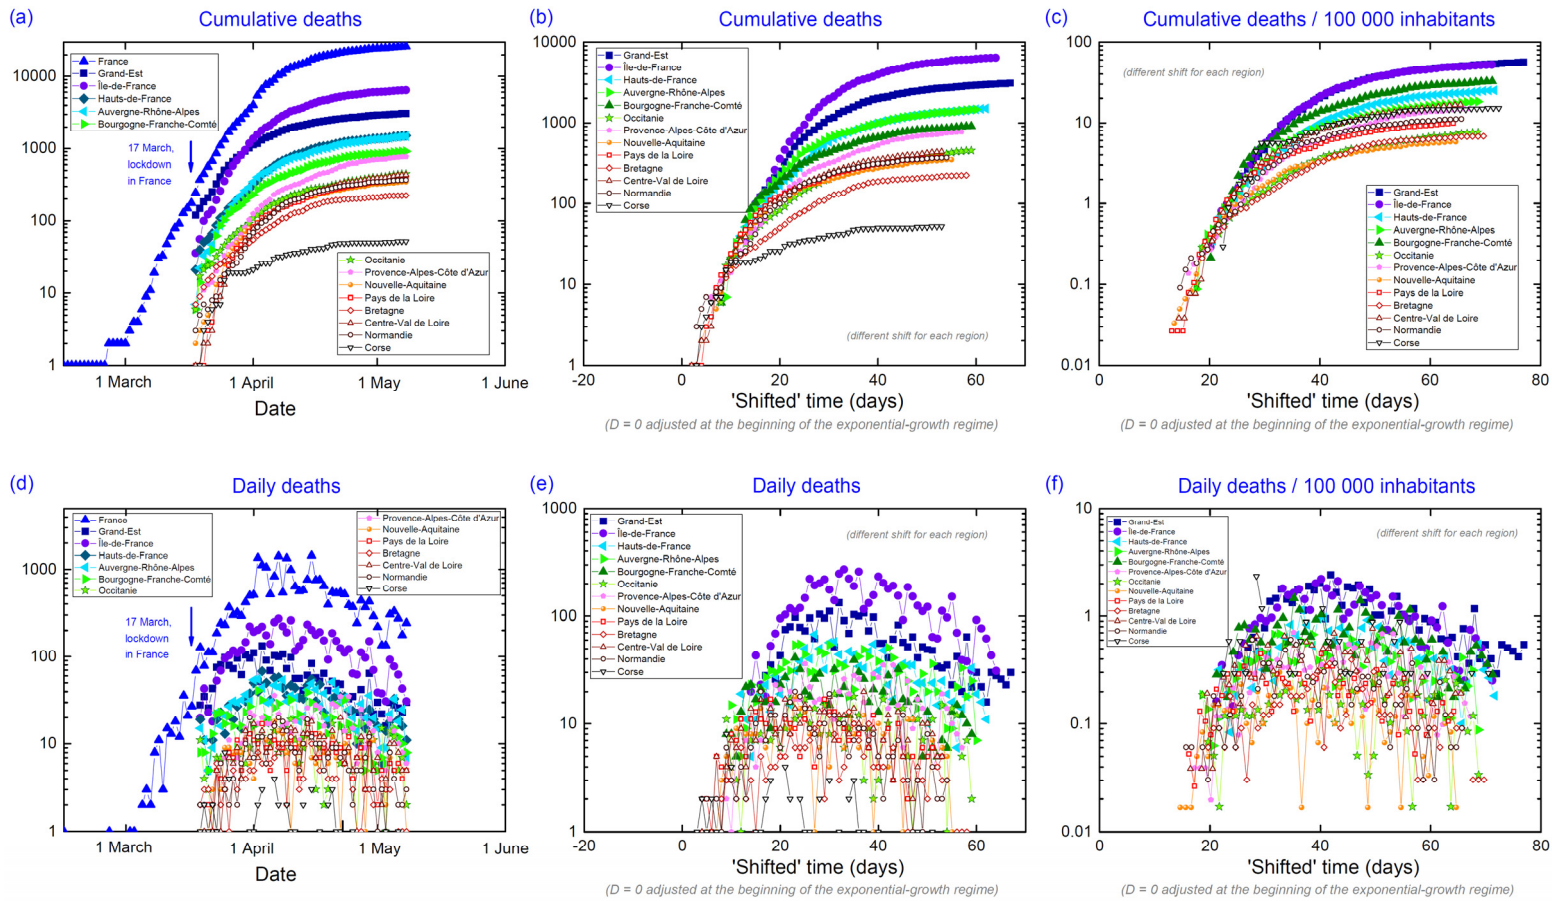 (a) Cumulative deaths
10000
1000
100
10
1
France
Grand-Est
Île-de-France
Hauts-de-France
Auvergne-Rhône-Alpes
Bourgogne-Franche-Comté
17 March,
lockdown
in France
Occitanie
Provence-Alpes-Côte d'Azur
Nouvelle-Aquitaine
Pays de la Loire
Bretagne
Centre-Val de Loire
Normandie
Corse
1 March 1 April 1 May 1 June
Date
(b) Cumulative deaths
10000
1000
100
10
1
Grand-Est
Île-de-France
Hauts-de-France
Auvergne-Rhône-Alpes
Bourgogne-Franche-Comté
Occitanie
Provence-Alpes-Côte d'Azur
Nouvelle-Aquitaine
Pays de la Loire
Bretagne
Centre-Val de Loire
Normandie
Corse
(different shift for each region)
-20 0 20 40 60 80
'Shifted' time (days)
(D = 0 adjusted at the beginning of the exponential-growth regime)
(c) Cumulative deaths / 100 000 inhabitants
100
10
1
0.1
0.01
(different shift for each region)
Grand-Est
Île-de-France
Hauts-de-France
Auvergne-Rhône-Alpes
Bourgogne-Franche-Comté
Occitanie
Provence-Alpes-Côte d'Azur
Nouvelle-Aquitaine
Pays de la Loire
Bretagne
Centre-Val de Loire
Normandie
Corse
0 20 40 60 80
'Shifted' time (days)
(D = 0 adjusted at the beginning of the exponential-growth regime)
(d) Daily deaths
1000
100
10
1
France
Grand-Est
Île-de-France
Hauts-de-France
Auvergne-Rhône-Alpes
Bourgogne-Franche-Comté
Occitanie
17 March,
lockdown
in France
Provence-Alpes-Côte d'Azur
Nouvelle-Aquitaine
Pays de la Loire
Bretagne
Centre-Val de Loire
Normandie
Corse
1 March 1 April 1 May 1 June
Date
(e) Daily deaths
1000
100
10
1
Grand-Est
Île-de-France
Hauts-de-France
Auvergne-Rhône-Alpes
Bourgogne-Franche-Comté
Occitanie
Provence-Alpes-Côte d'Azur
Nouvelle-Aquitaine
Pays de la Loire
Bretagne
Centre-Val de Loire
Normandie
Corse
(different shift for each region)
-20 0 20 40 60 80
'Shifted' time (days)
(D = 0 adjusted at the beginning of the exponential-growth regime)
(f) Daily deaths / 100 000 inhabitants
10
1
0.1
0.01
Grand-Est
Île-de-France
Hauts-de-France
Auvergne-Rhône-Alpes
Bourgogne-Franche-Comté
Provence-Alpes-Côte d'Azur
Occitanie
Nouvelle-Aquitaine
Pays de la Loire
Bretagne
Centre-Val de Loire
Normandie
Corse
(different shift for each region)
0 20 40 60 80
'Shifted' time (days)
(D = 0 adjusted at the beginning of the exponential-growth regime)